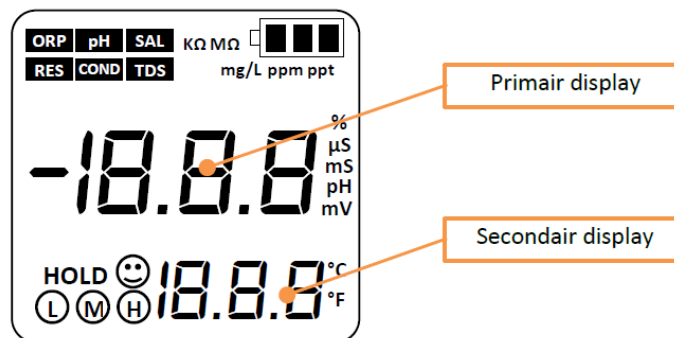 ORP pH SAL KΩ MΩ
RES COND TDS mg/L ppm ppt
Primair display
-18.8.8
%
µS
mS
pH
mV
Secondair display
HOLD
L M H
18.8.8
°C
°F